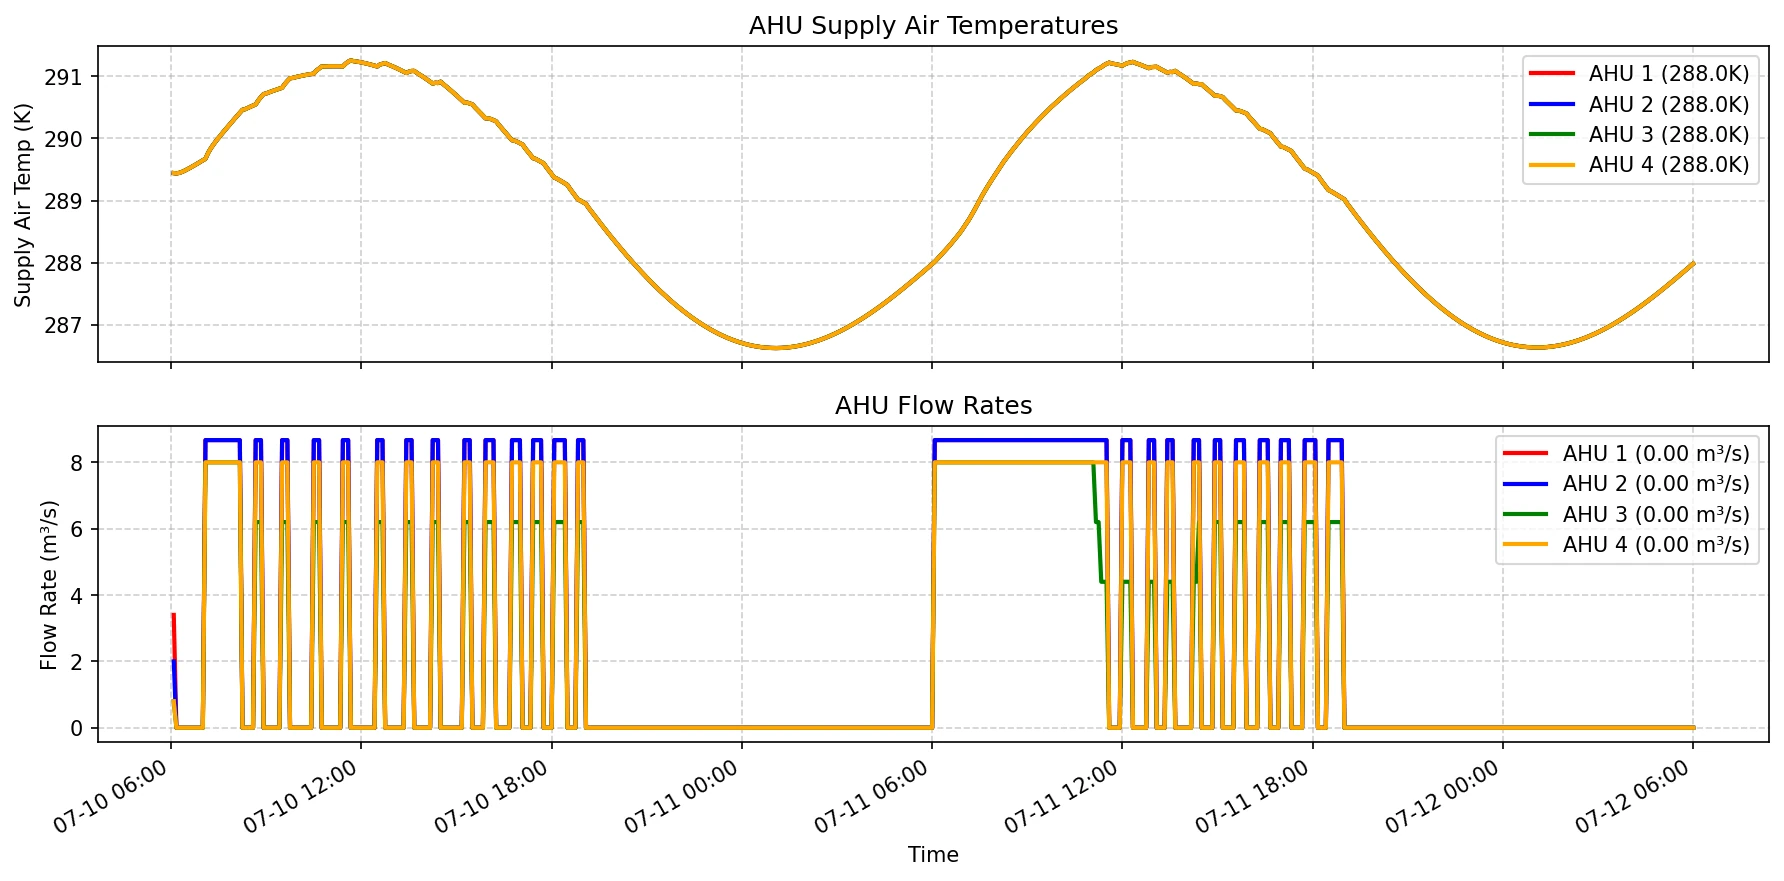 AHU Supply Air Temperatures
Supply Air Temp (K)
291
290
289
288
287
AHU 1 (288.0K)
AHU 2 (288.0K)
AHU 3 (288.0K)
AHU 4 (288.0K)
AHU Flow Rates
Flow Rate (m³/s)
8
6
4
2
0
AHU 1 (0.00 m³/s)
AHU 2 (0.00 m³/s)
AHU 3 (0.00 m³/s)
AHU 4 (0.00 m³/s)
07-10 06:00
07-10 12:00
07-10 18:00
07-11 00:00
07-11 06:00
07-11 12:00
07-11 18:00
07-12 00:00
07-12 06:00
Time